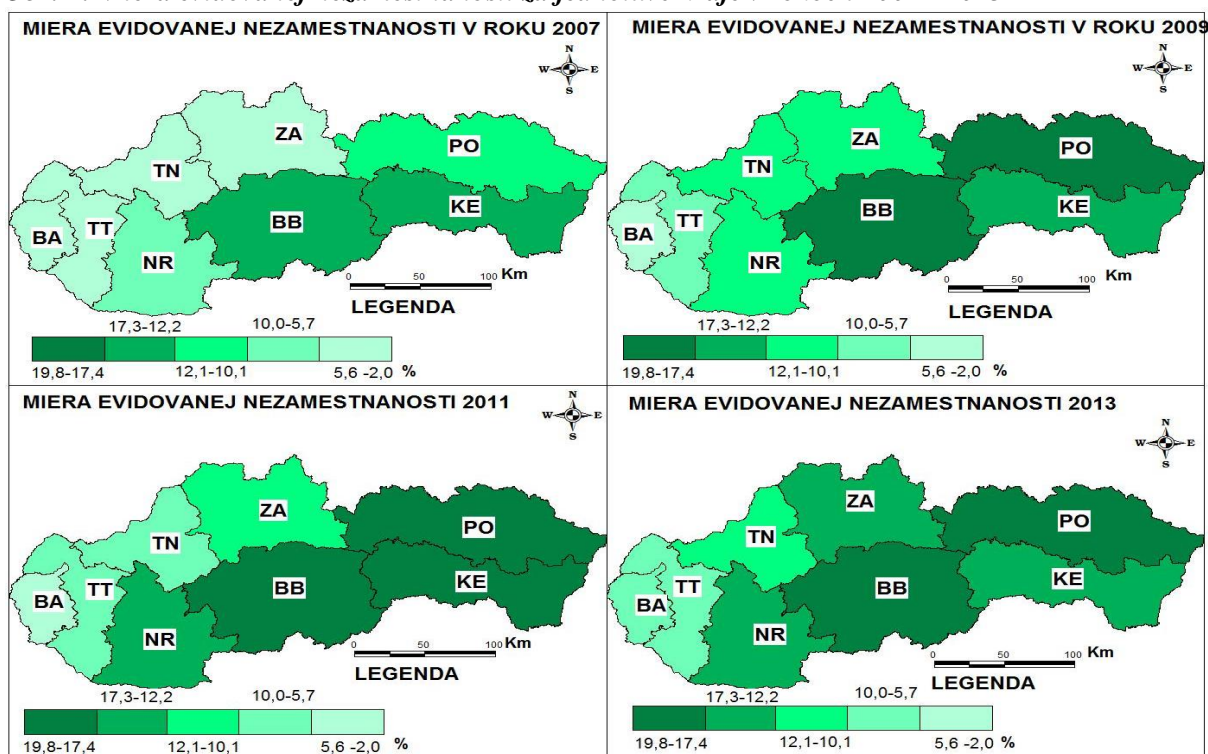 MIERA EVIDOVANEJ NEZAMESTNANOSTI V ROKU 2007
N
W E
S
ZA
PO
TN
KE
BB
TT
BA
NR
0 50 100 Km
LEGENDA
17,3-12,2 10,0-5,7
19,8-17,4 12,1-10,1 5,6 -2,0 %
MIERA EVIDOVANEJ NEZAMESTNANOSTI V ROKU 2009
N
W E
S
ZA
PO
TN
BB
KE
TT
BA
NR
0 50 100 Km
LEGENDA
17,3-12,2 10,0-5,7
19,8-17,4 12,1-10,1 5,6 -2,0 %
MIERA EVIDOVANEJ NEZAMESTNANOSTI 2011
N
W E
S
ZA
PO
TN
BB
KE
TT
BA
NR
0 50 100 Km
LEGENDA
17,3-12,2 10,0-5,7
19,8-17,4 12,1-10,1 5,6 -2,0 %
MIERA EVIDOVANEJ NEZAMESTNANOSTI 2013
N
W E
S
ZA
PO
TN
BB
KE
TT
BA
NR
0 50 100 Km
LEGENDA
17,3-12,2 10,0-5,7
19,8-17,4 12,1-10,1 5,6 -2,0 %